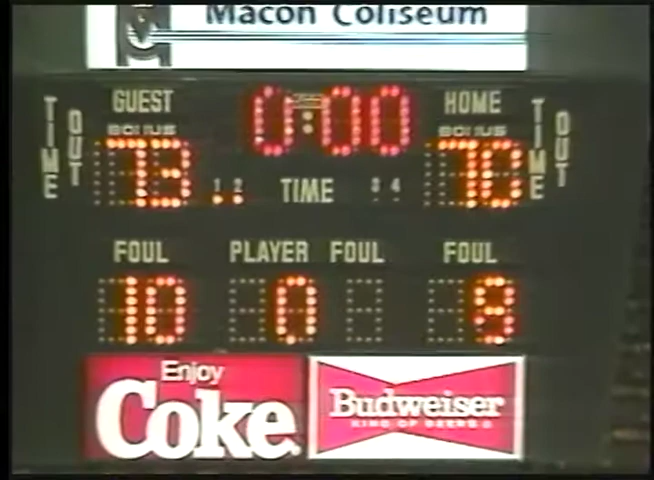 Macon Coliseum
GUEST 0:00 HOME
TIME OUT BONUS BONUS TIME OUT
73 1 2 TIME 3 4 70
FOUL PLAYER FOUL FOUL
10 0 9
Enjoy
Coke
Budweiser
KING OF BEERS